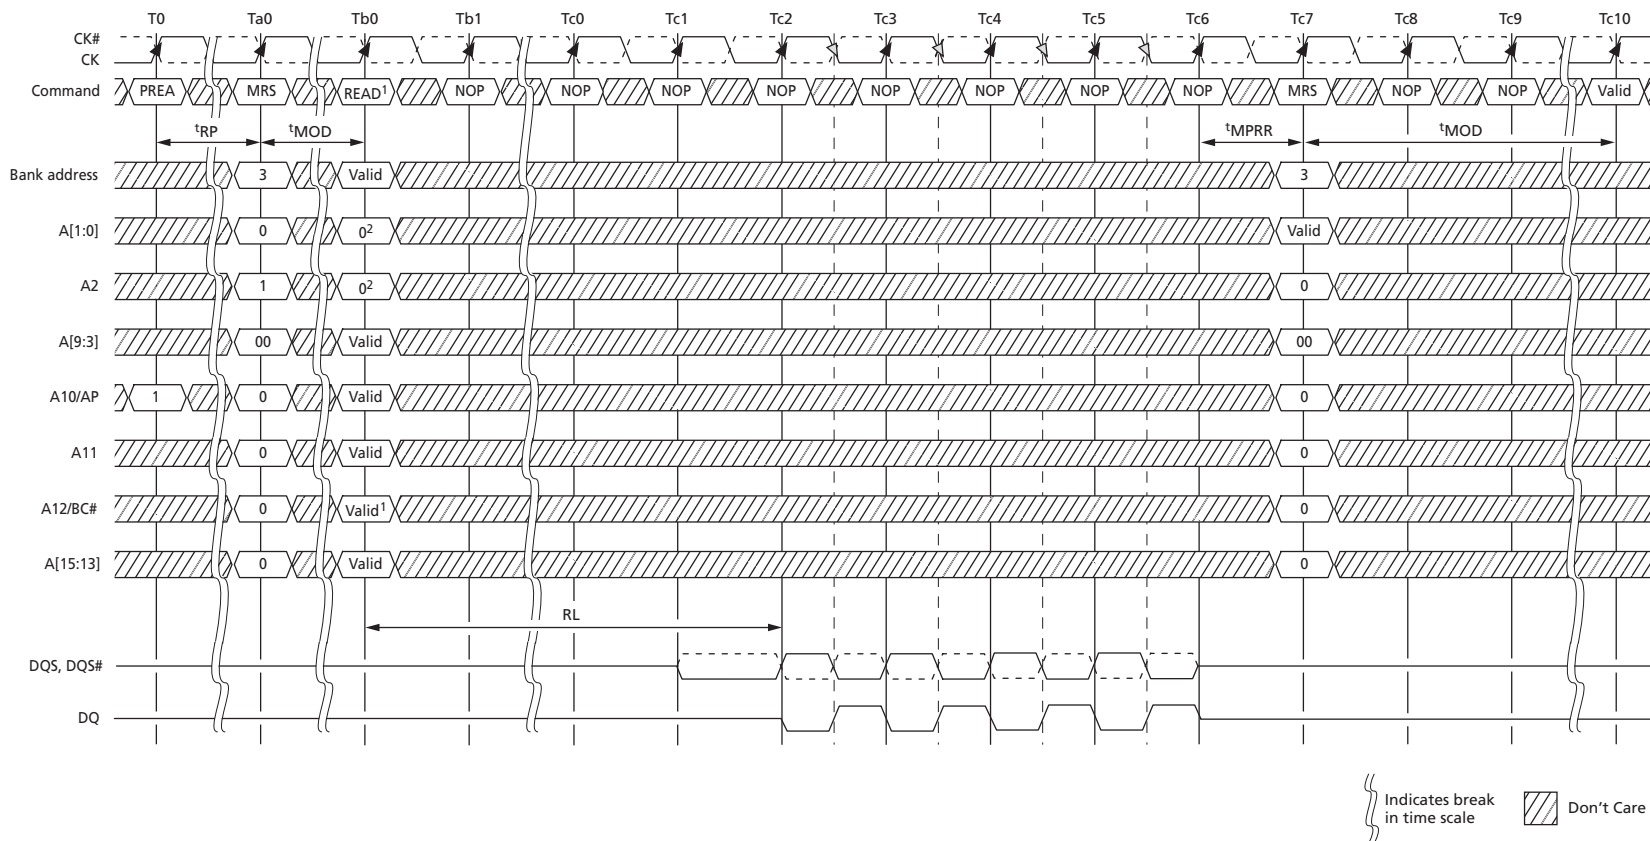 T0 Ta0 Tb0 Tb1 Tc0 Tc1 Tc2 Tc3 Tc4 Tc5 Tc6 Tc7 Tc8 Tc9 Tc10
CK#
CK
Command PREA MRS READ¹ NOP NOP NOP NOP NOP NOP NOP NOP MRS NOP NOP Valid
ᵗRP ᵗMOD ᵗMPRR ᵗMOD
Bank address 3 Valid 3
A[1:0] 0 0² Valid
A2 1 0² 0
A[9:3] 00 Valid 00
A10/AP 1 0 Valid 0
A11 0 Valid 0
A12/BC# 0 Valid¹ 0
A[15:13] 0 Valid 0
RL
DQS, DQS#
DQ
Indicates break
in time scale
Don't Care